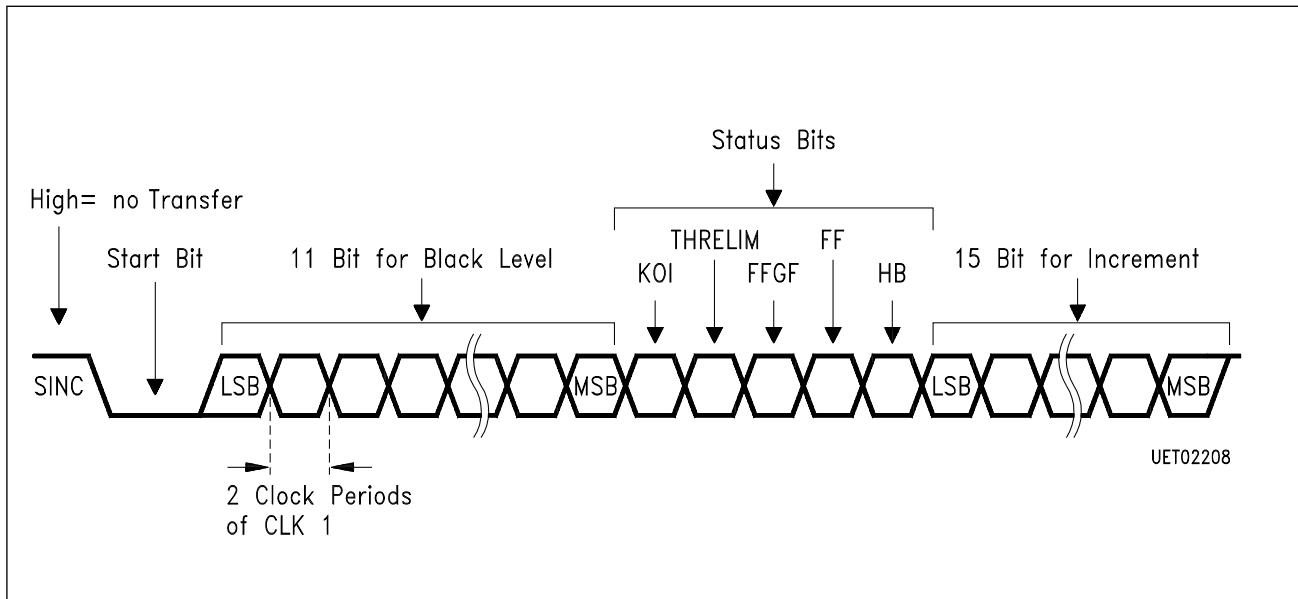 Status Bits
High= no Transfer
THRELIM FF
Start Bit 11 Bit for Black Level 15 Bit for Increment
KOI FFGF HB
SINC LSB MSB LSB MSB
UET02208
2 Clock Periods
of CLK 1